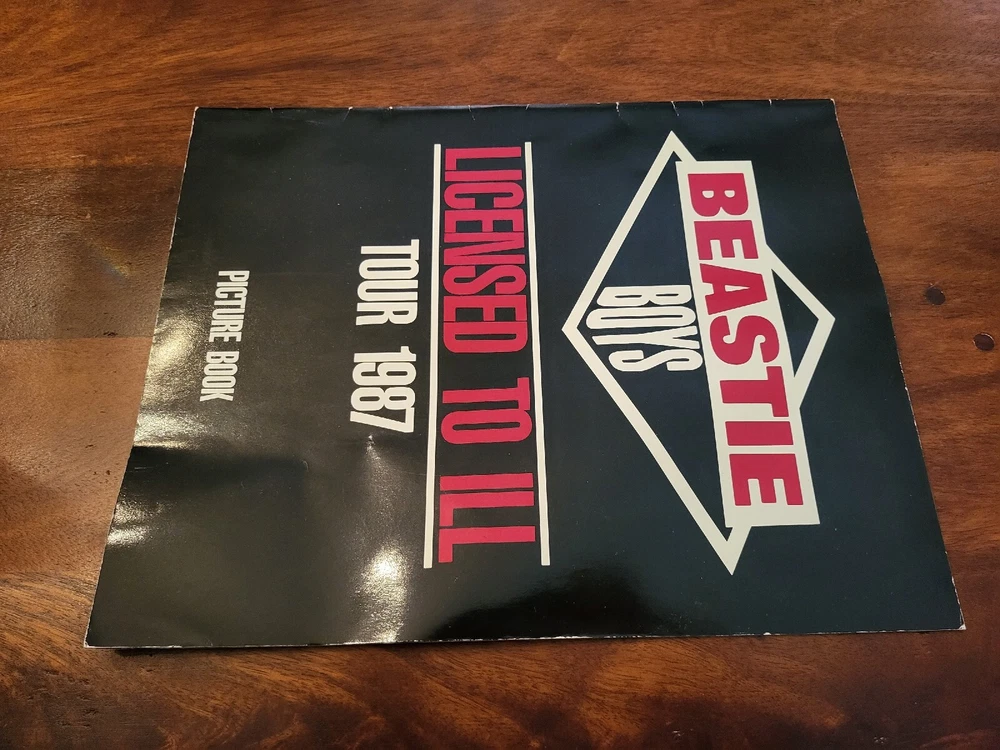 BEASTIE
BOYS
LICENSED TO ILL
TOUR 1987
PICTURE BOOK